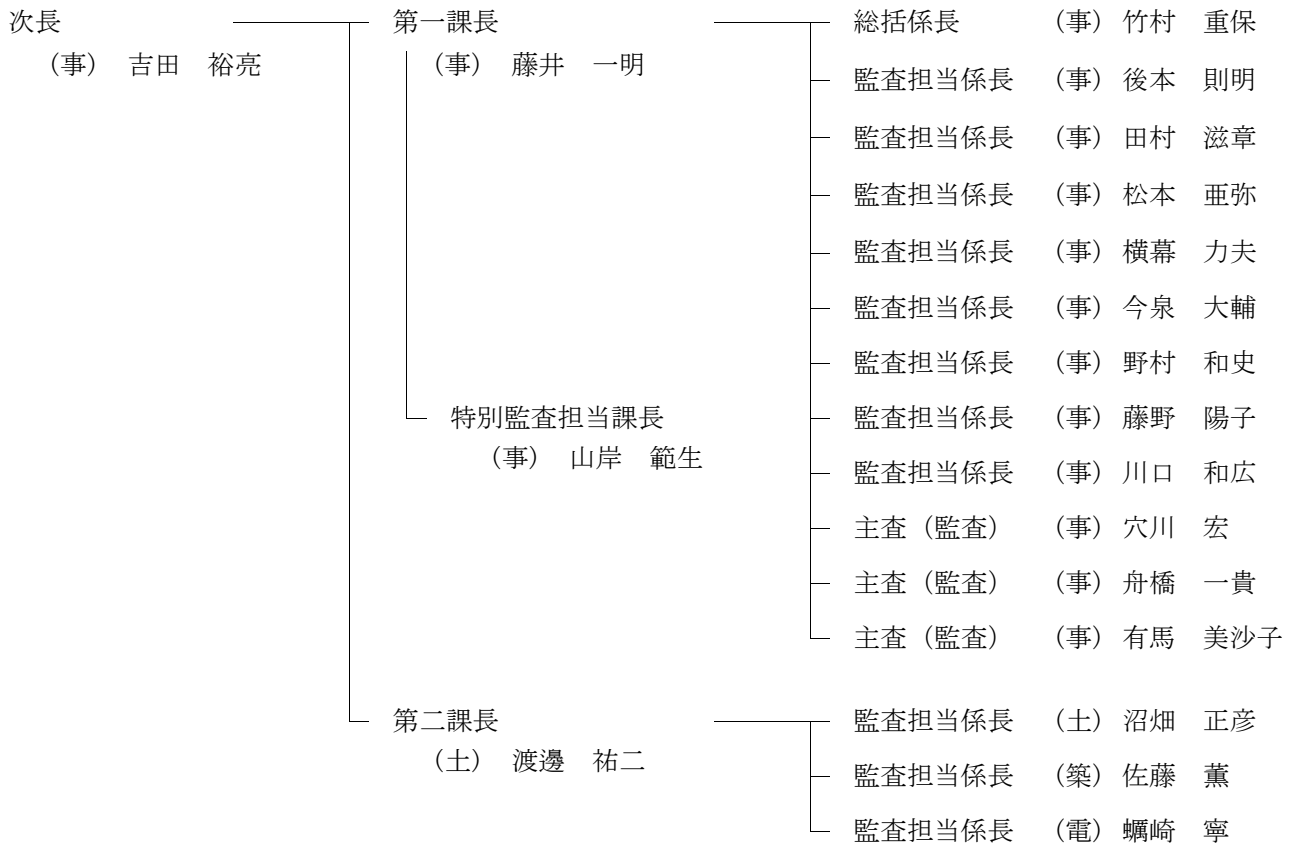 次長　第一課長　総括係長　（事）　竹村　重保
（事）　吉田　裕亮　（事）　藤井　一明
監査担当係長　（事）　後本　則明
監査担当係長　（事）　田村　滋章
監査担当係長　（事）　松本　亜弥
監査担当係長　（事）　横幕　力夫
監査担当係長　（事）　今泉　大輔
監査担当係長　（事）　野村　和史
特別監査担当課長　監査担当係長　（事）　藤野　陽子
（事）　山岸　範生
監査担当係長　（事）　川口　和広
主査（監査）　（事）　穴川　宏
主査（監査）　（事）　舟橋　一貴
主査（監査）　（事）　有馬　美沙子
第二課長　監査担当係長　（土）　沼畑　正彦
（土）　渡邊　祐二
監査担当係長　（築）　佐藤　薫
監査担当係長　（電）　蠣崎　寧